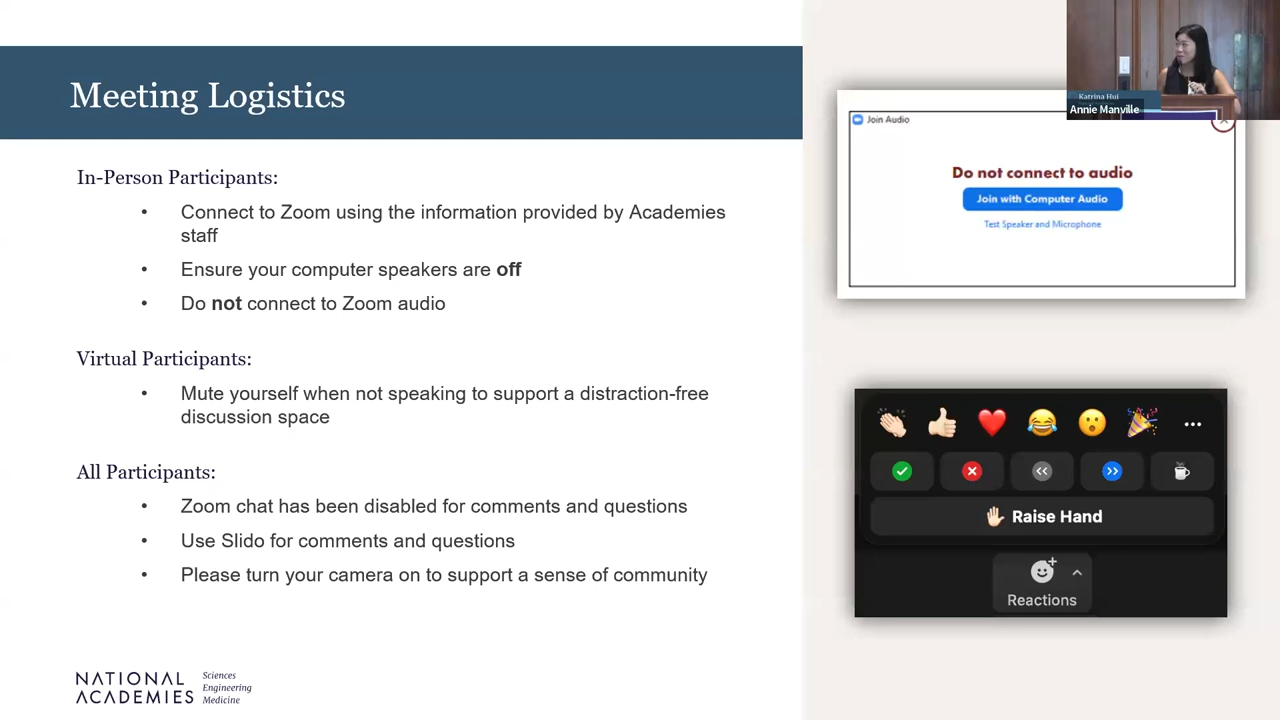 Meeting Logistics
In-Person Participants:
• Connect to Zoom using the information provided by Academies
staff
• Ensure your computer speakers are off
• Do not connect to Zoom audio
Virtual Participants:
• Mute yourself when not speaking to support a distraction-free
discussion space
All Participants:
• Zoom chat has been disabled for comments and questions
• Use Slido for comments and questions
• Please turn your camera on to support a sense of community
NATIONAL
ACADEMIES
Sciences
Engineering
Medicine
Katrina Hui
Annie Manville
Join Audio
Do not connect to audio
Join with Computer Audio
Test Speaker and Microphone
Raise Hand
Reactions